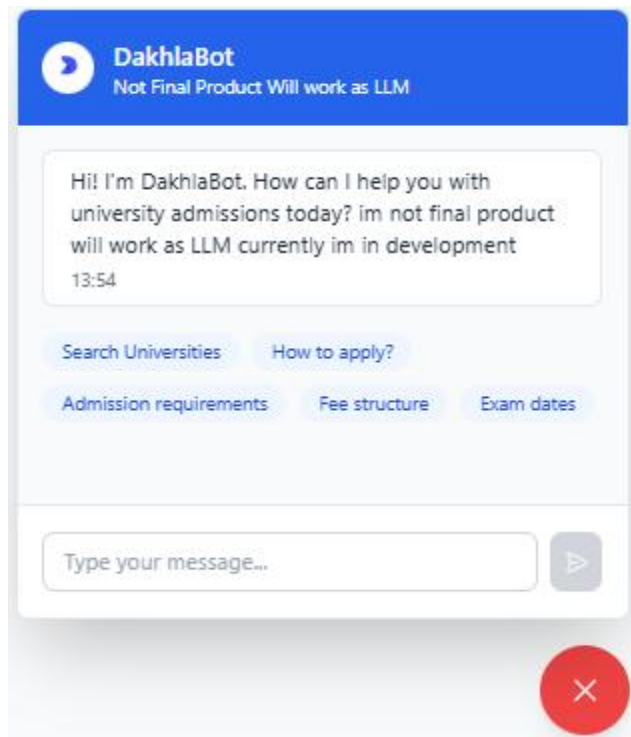 DakhlaBot
Not Final Product Will work as LLM
Hi! I'm DakhlaBot. How can I help you with
university admissions today? im not final product
will work as LLM currently im in development
13:54
Search Universities How to apply?
Admission requirements Fee structure Exam dates
Type your message...